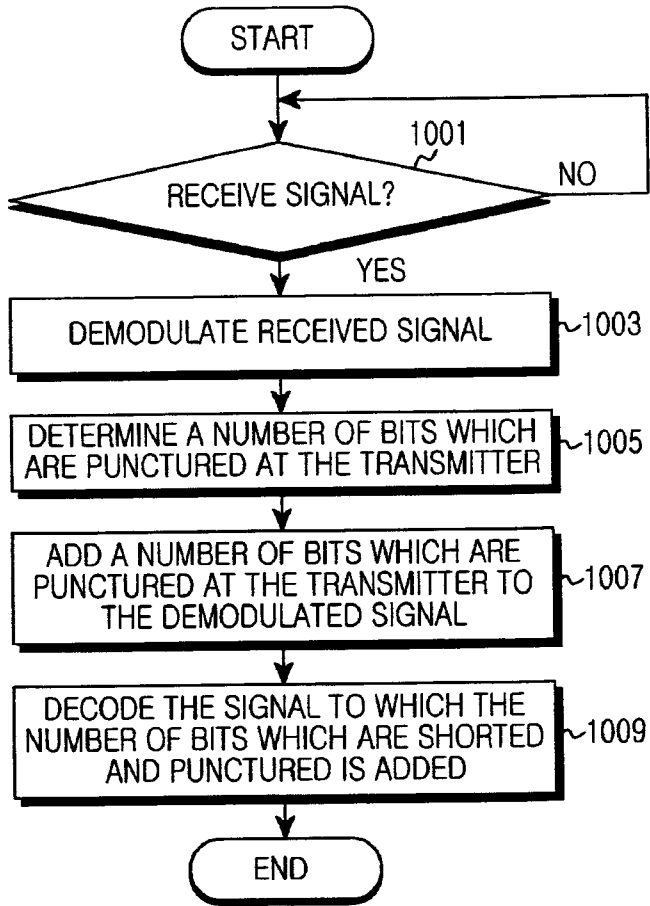 START
1001
RECEIVE SIGNAL?
NO
YES
DEMODULATE RECEIVED SIGNAL
1003
DETERMINE A NUMBER OF BITS WHICH
ARE PUNCTURED AT THE TRANSMITTER
1005
ADD A NUMBER OF BITS WHICH ARE
PUNCTURED AT THE TRANSMITTER TO
THE DEMODULATED SIGNAL
1007
DECODE THE SIGNAL TO WHICH THE
NUMBER OF BITS WHICH ARE SHORTED
AND PUNCTURED IS ADDED
1009
END